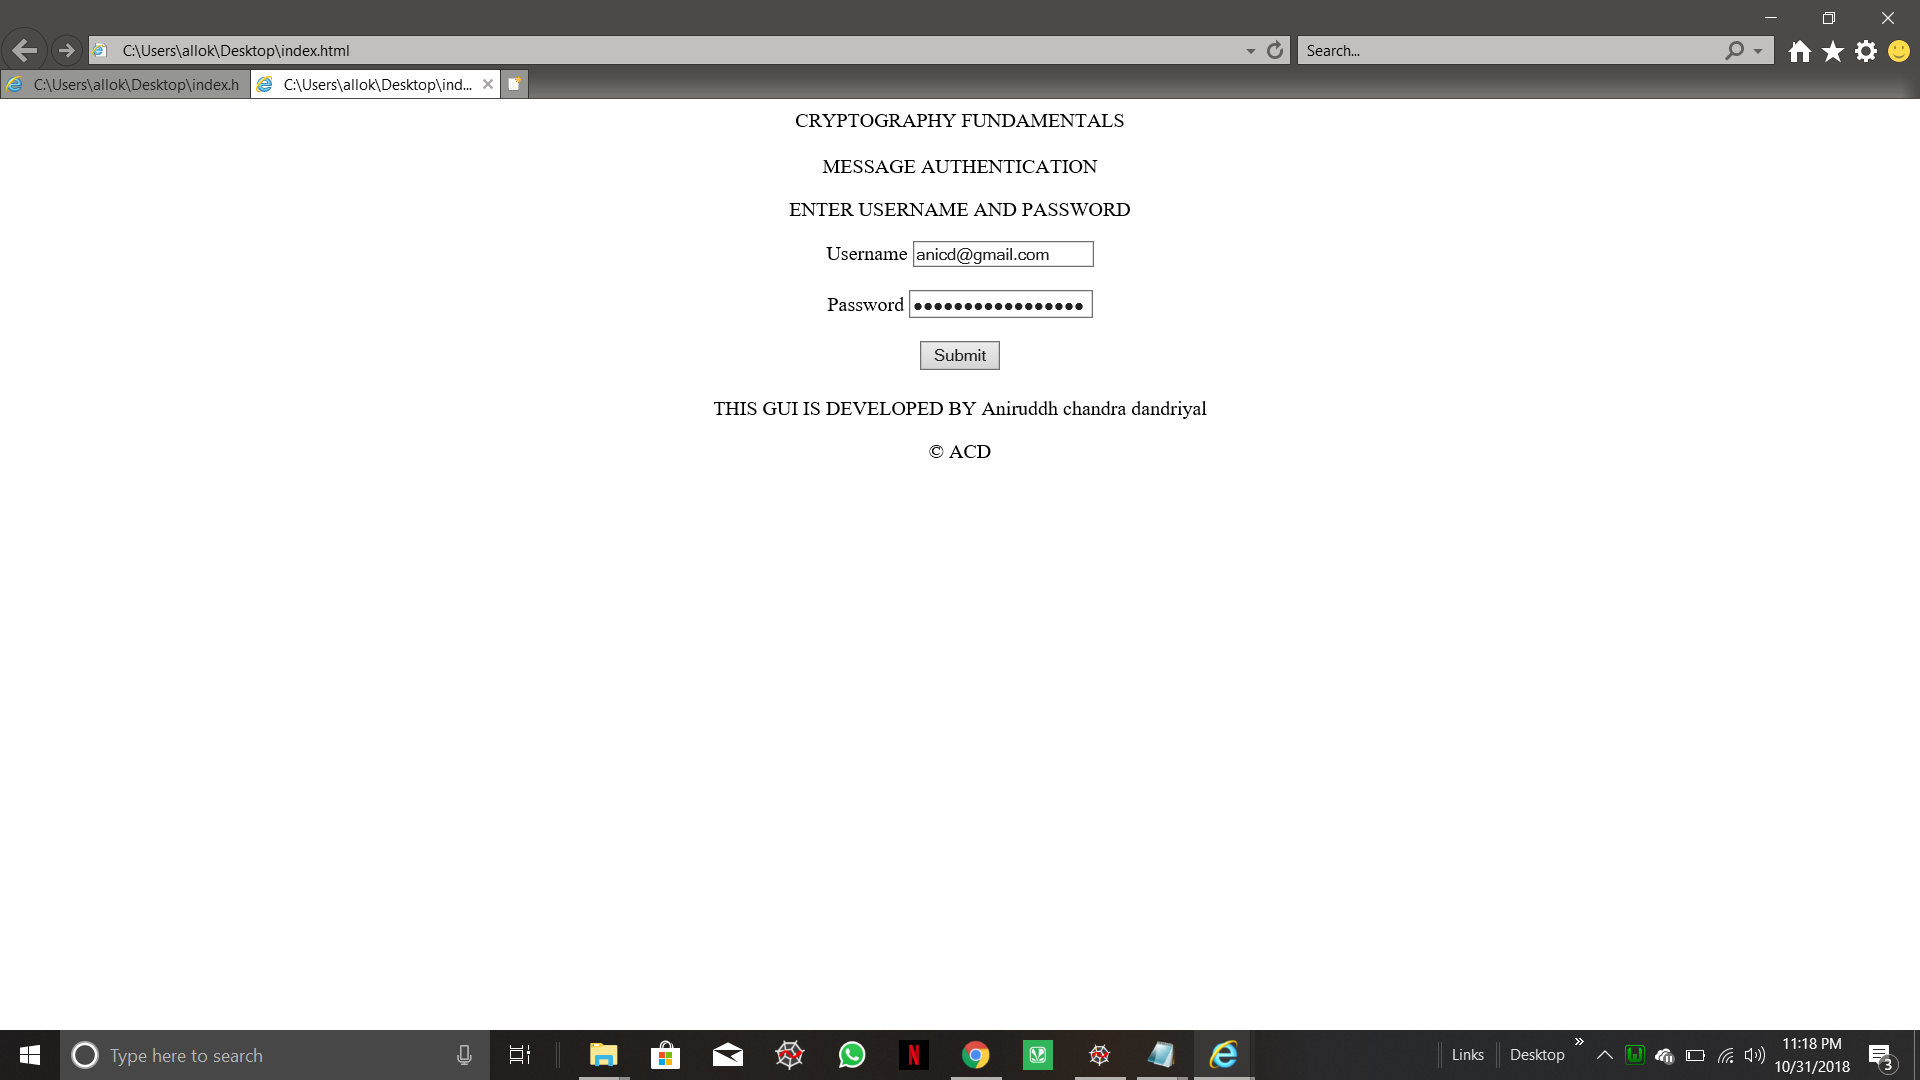 C:\Users\allok\Desktop\index.html
Search...
C:\Users\allok\Desktop\index.h
C:\Users\allok\Desktop\ind...
CRYPTOGRAPHY FUNDAMENTALS
MESSAGE AUTHENTICATION
ENTER USERNAME AND PASSWORD
Username anicd@gmail.com
Password •••••••••••••••••
Submit
THIS GUI IS DEVELOPED BY Aniruddh chandra dandriyal
© ACD
Type here to search
N
Links
Desktop
»
11:18 PM
10/31/2018
3